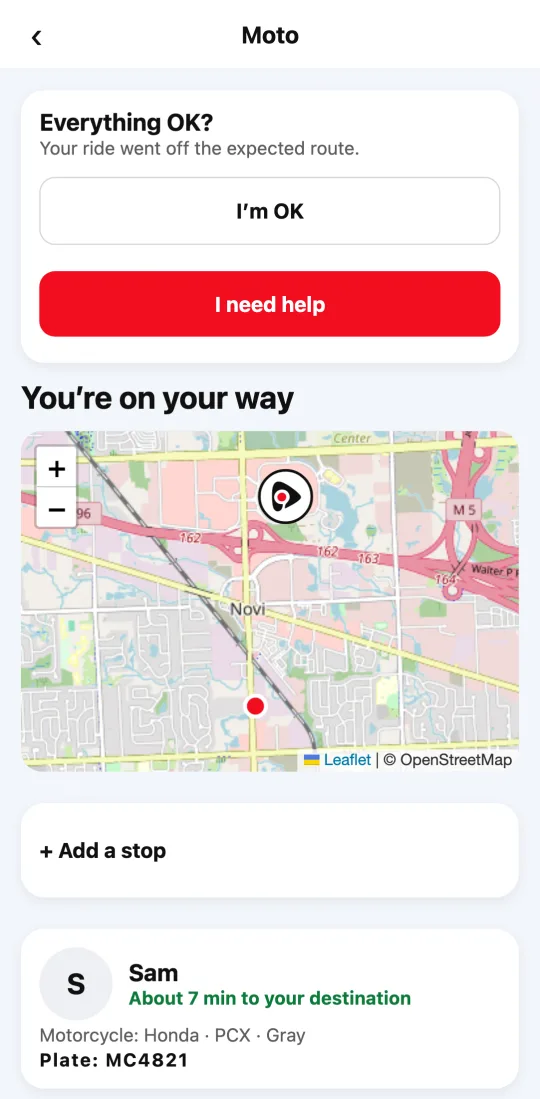 ‹ Moto
Everything OK?
Your ride went off the expected route.
I’m OK
I need help
You’re on your way
Center
+
−
96
M 5
162
162
163
Walter P
164
Novi
Leaflet | © OpenStreetMap
+ Add a stop
S
Sam
About 7 min to your destination
Motorcycle: Honda · PCX · Gray
Plate: MC4821